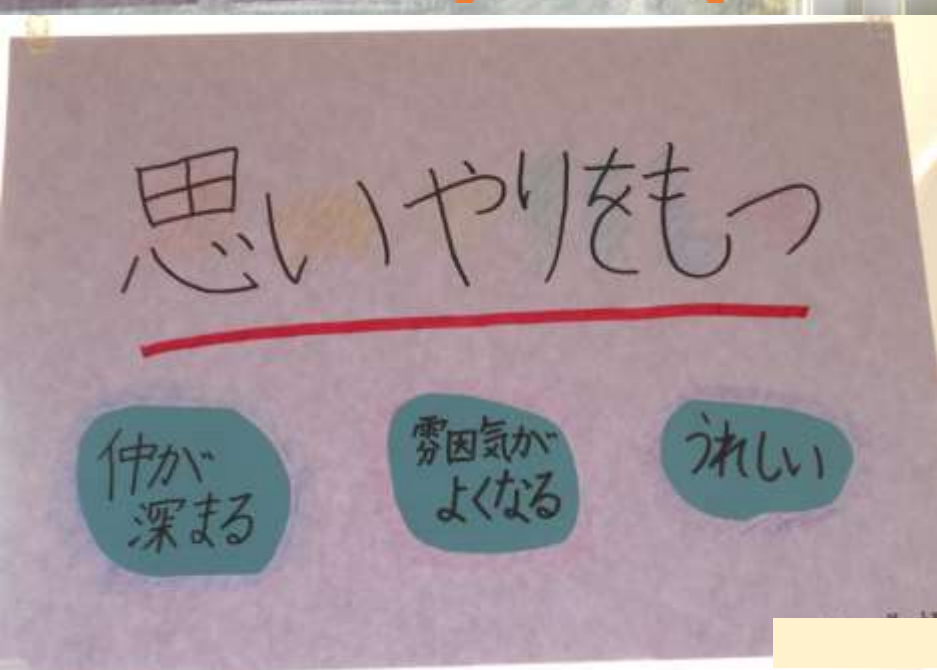 思いやりをもつ
仲が
深まる
雰囲気が
よくなる
うれしい